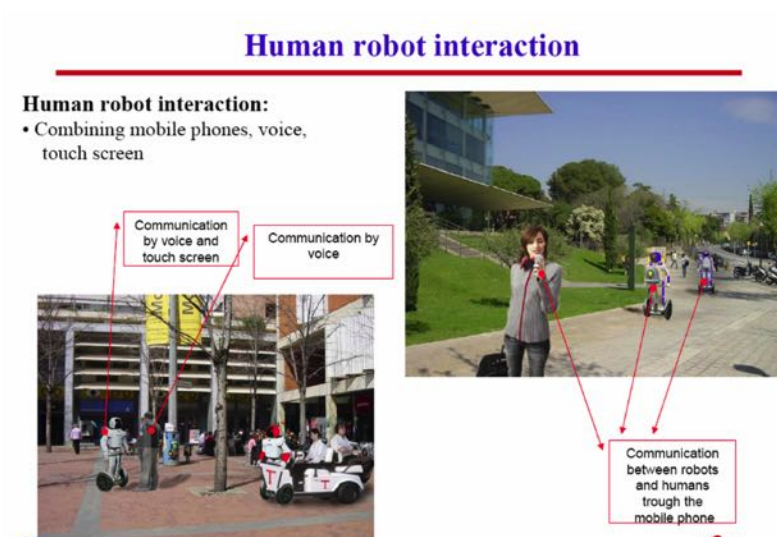 Human robot interaction
Human robot interaction:
• Combining mobile phones, voice,
touch screen
Communication
by voice and
touch screen
Communication by
voice
Communication
between robots
and humans
trough the
mobile phone
T
T